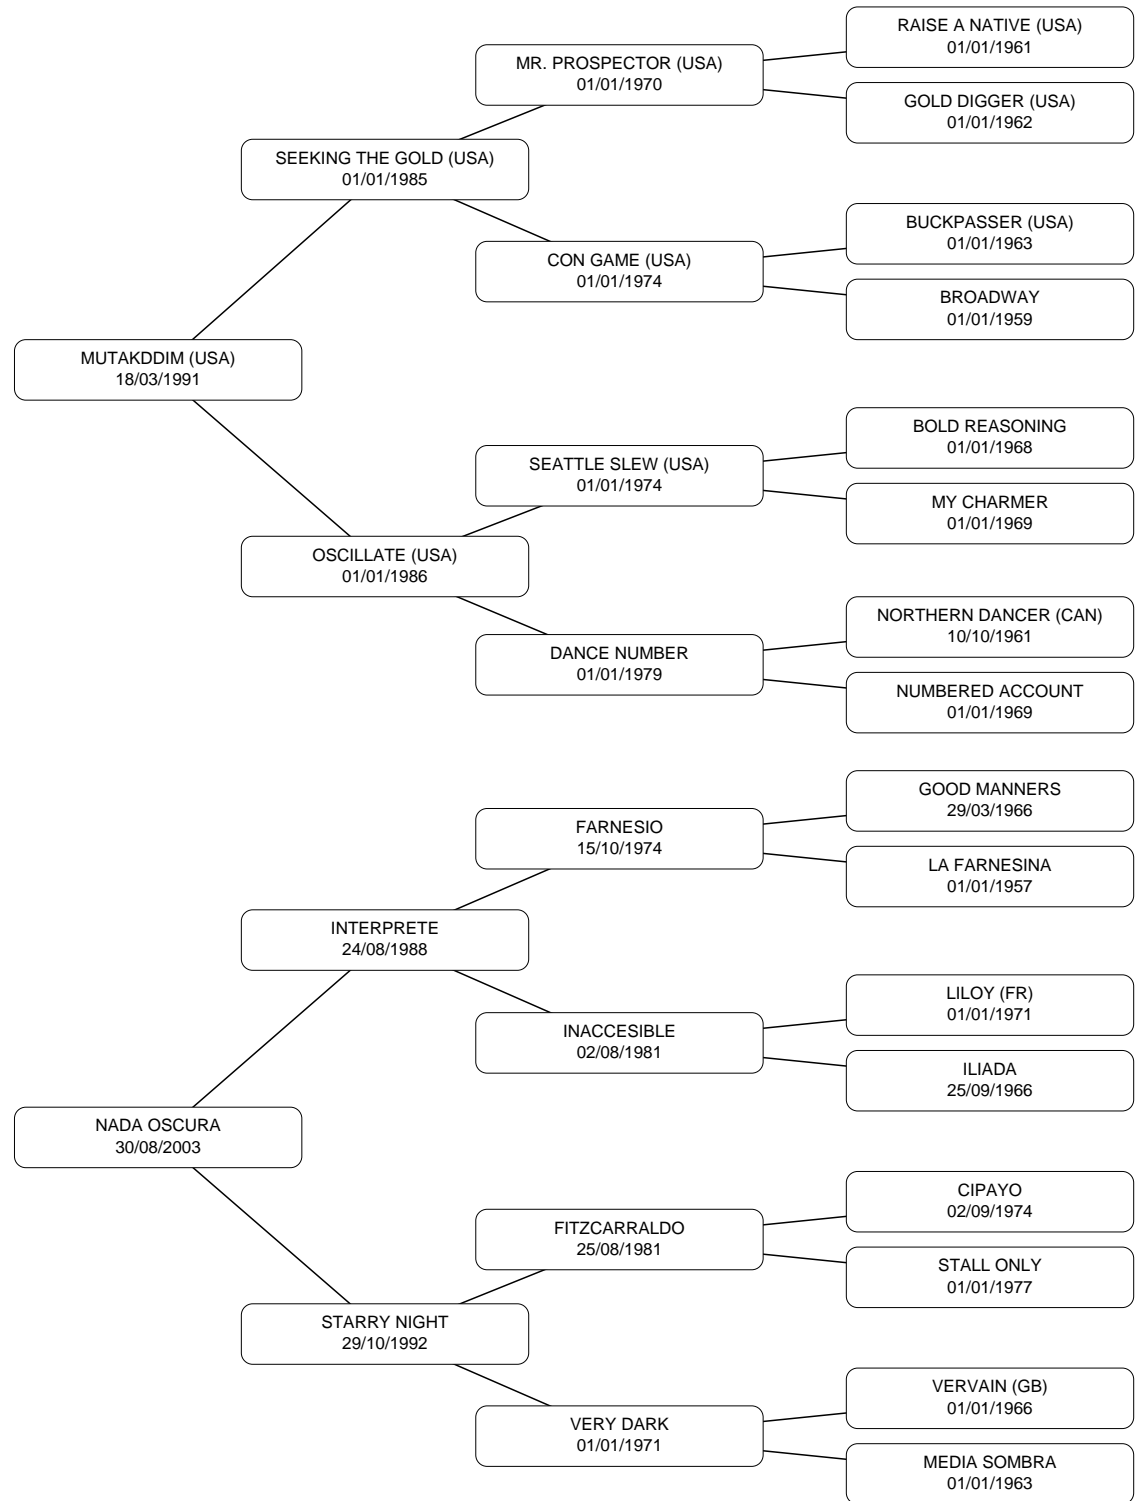 RAISE A NATIVE (USA)
01/01/1961
MR. PROSPECTOR (USA)
01/01/1970
GOLD DIGGER (USA)
01/01/1962
SEEKING THE GOLD (USA)
01/01/1985
BUCKPASSER (USA)
01/01/1963
CON GAME (USA)
01/01/1974
BROADWAY
01/01/1959
MUTAKDDIM (USA)
18/03/1991
BOLD REASONING
01/01/1968
SEATTLE SLEW (USA)
01/01/1974
MY CHARMER
01/01/1969
OSCILLATE (USA)
01/01/1986
NORTHERN DANCER (CAN)
10/10/1961
DANCE NUMBER
01/01/1979
NUMBERED ACCOUNT
01/01/1969
GOOD MANNERS
29/03/1966
FARNESIO
15/10/1974
LA FARNESINA
01/01/1957
INTERPRETE
24/08/1988
LILOY (FR)
01/01/1971
INACCESIBLE
02/08/1981
ILIADA
25/09/1966
NADA OSCURA
30/08/2003
CIPAYO
02/09/1974
FITZCARRALDO
25/08/1981
STALL ONLY
01/01/1977
STARRY NIGHT
29/10/1992
VERVAIN (GB)
01/01/1966
VERY DARK
01/01/1971
MEDIA SOMBRA
01/01/1963